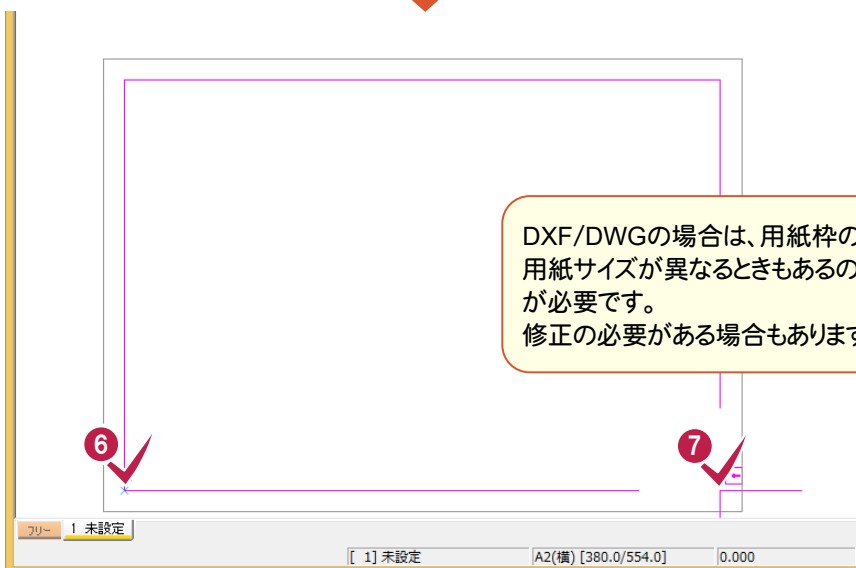 DXF/DWGの場合は、用紙枠の
用紙サイズが異なるときもあるの
が必要です。
修正の必要がある場合もあります
6
7
フリー 1 未設定
[ 1] 未設定 A2(横) [380.0/554.0] 0.000